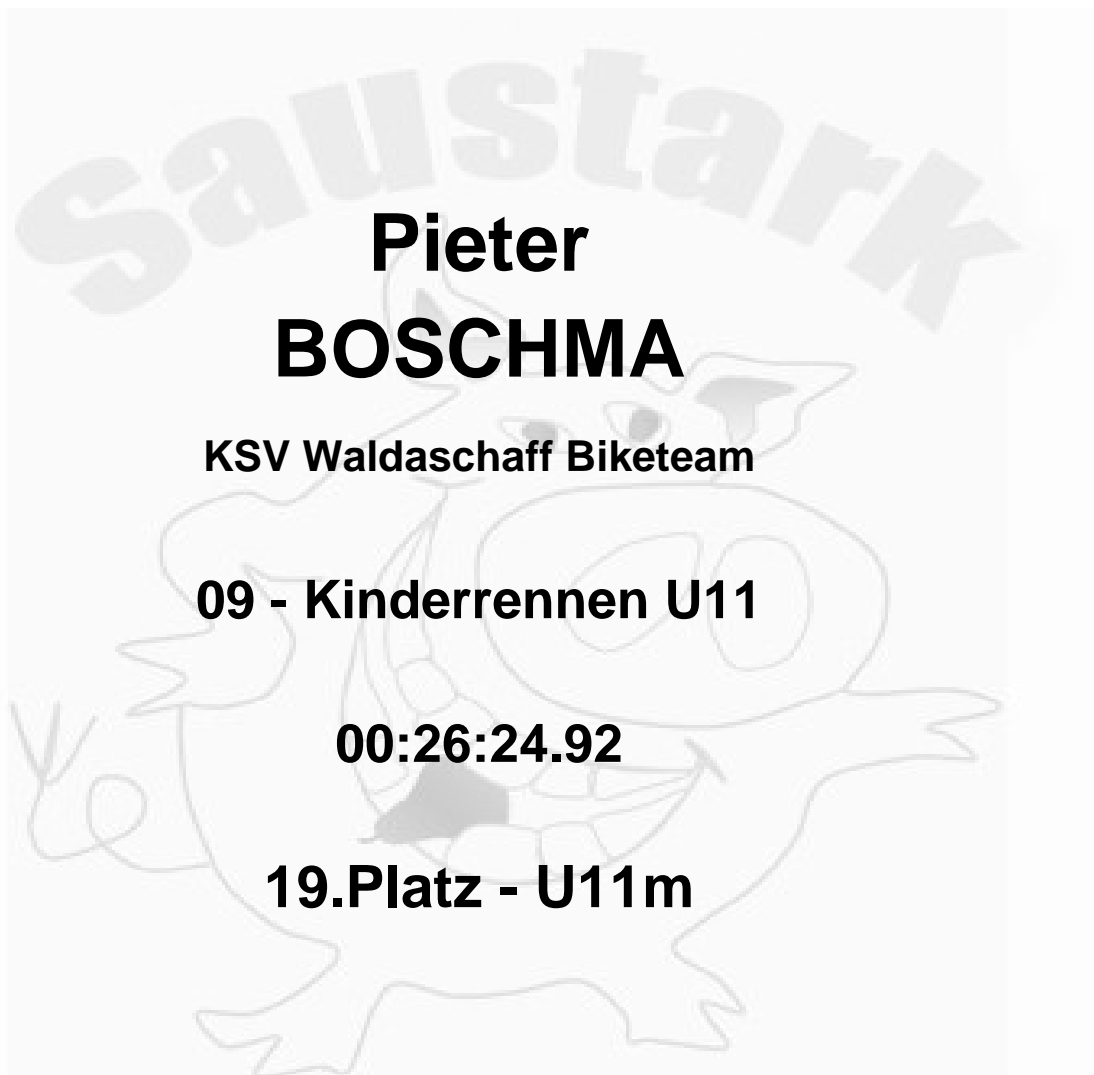 Saustark
Pieter
BOSCHMA
KSV Waldaschaff Biketeam
09 - Kinderrennen U11
00:26:24.92
19.Platz - U11m